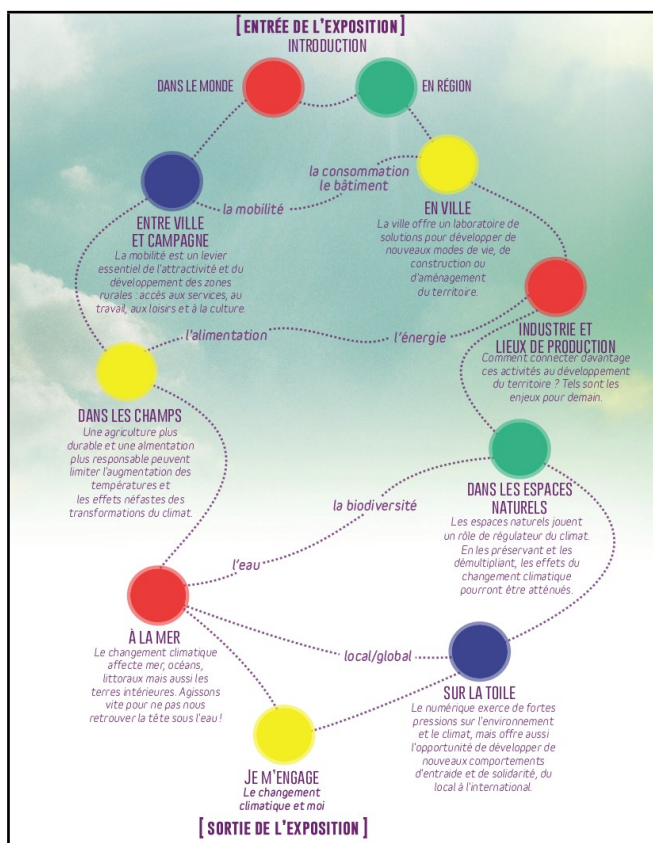 [ ENTRÉE DE L'EXPOSITION ]
INTRODUCTION
DANS LE MONDE
EN RÉGION
la consommation
le bâtiment
la mobilité
ENTRE VILLE
ET CAMPAGNE
La mobilité est un levier
essentiel de l'attractivité et du
développement des zones
rurales : accès aux services, au
travail, aux loisirs et à la culture.
EN VILLE
La ville offre un laboratoire de
solutions pour développer de
nouveaux modes de vie, de
construction ou
d'aménagement
du territoire.
l'alimentation
l'énergie
INDUSTRIE ET
LIEUX DE PRODUCTION
Comment connecter davantage
ces activités au développement
du territoire ? Tels sont les
enjeux pour demain.
DANS LES CHAMPS
Une agriculture plus
durable et une alimentation
plus responsable peuvent
limiter l'augmentation des
températures et
les effets néfastes des
transformations du climat.
la biodiversité
l'eau
DANS LES ESPACES
NATURELS
Les espaces naturels jouent
un rôle de régulateur du climat.
En les préservant et les
démultipliant, les effets du
changement climatique
pourront être atténués.
À LA MER
Le changement climatique
affecte mer, océans,
littoraux mais aussi les
terres intérieures. Agissons
vite pour ne pas nous
retrouver la tête sous l'eau !
local/global
SUR LA TOILE
Le numérique exerce de fortes
pressions sur l'environnement
et le climat, mais offre aussi
l'opportunité de développer de
nouveaux comportements
d'entraide et de solidarité, du
local à l'international.
JE M'ENGAGE
Le changement
climatique et moi
[ SORTIE DE L'EXPOSITION ]